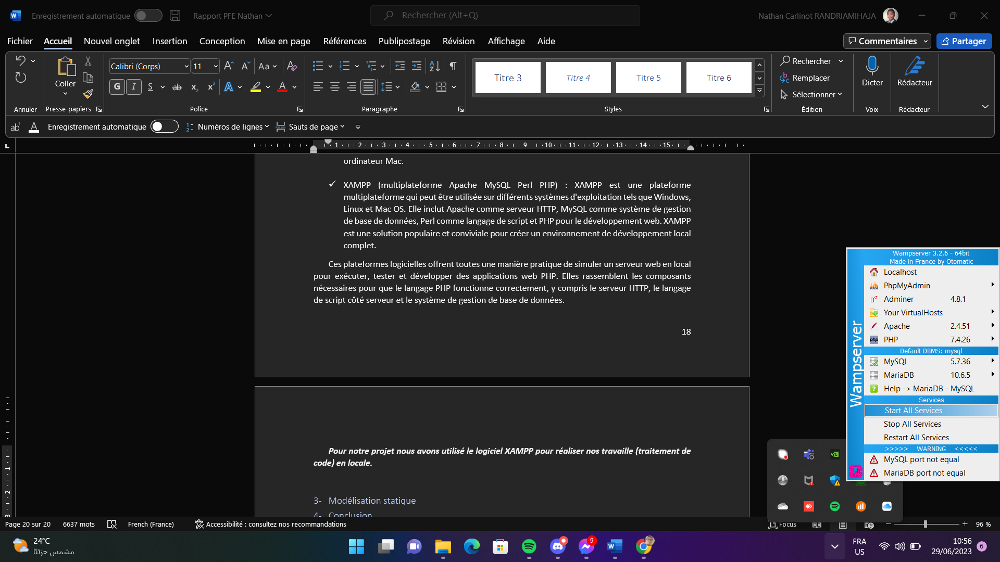 Enregistrement automatique
Rapport PFE Nathan
Rechercher (Alt+Q)
Nathan Carlinot RANDRIAMIHAJA
Fichier Accueil Nouvel onglet Insertion Conception Mise en page Références Publipostage Révision Affichage Aide
Commentaires
Partager
Calibri (Corps) 11
Aa
G I S ab x₂ x² A A
Coller
Annuler
Presse-papiers
Police
Paragraphe
Titre 3
Titre 4
Titre 5
Titre 6
Styles
Rechercher
Remplacer
Sélectionner
Édition
Dicter
Voix
Rédacteur
Rédacteur
Enregistrement automatique
Numéros de lignes
Sauts de page
1 2 3 4 5 6 7 8 9 10 11 12 13 14 15
ordinateur Mac.
✓ XAMPP (multiplateforme Apache MySQL Perl PHP) : XAMPP est une plateforme
multiplateforme qui peut être utilisée sur différents systèmes d'exploitation tels que Windows,
Linux et Mac OS. Elle inclut Apache comme serveur HTTP, MySQL comme système de gestion
de base de données, Perl comme langage de script et PHP pour le développement web. XAMPP
est une solution populaire et conviviale pour créer un environnement de développement local
complet.
Ces plateformes logicielles offrent toutes une manière pratique de simuler un serveur web en local
pour exécuter, tester et développer des applications web PHP. Elles rassemblent les composants
nécessaires pour que le langage PHP fonctionne correctement, y compris le serveur HTTP, le langage
de script côté serveur et le système de gestion de base de données.
18
Pour notre projet nous avons utilisé le logiciel XAMPP pour réaliser nos travaille (traitement de
code) en locale.
3- Modélisation statique
4- Conclusion
Wampserver
Wampserver 3.2.6 - 64bit
Made in France by Otomatic
Localhost
PhpMyAdmin
Adminer 4.8.1
Your VirtualHosts
Apache 2.4.51
PHP 7.4.26
Default DBMS: mysql
MySQL 5.7.36
MariaDB 10.6.5
Help -> MariaDB - MySQL
Services
Start All Services
Stop All Services
Restart All Services
>>>>> WARNING <<<<<
MySQL port not equal
MariaDB port not equal
Page 20 sur 20
6637 mots
French (France)
Accessibilité : consultez nos recommandations
Focus
96 %
24°C
مشمس جزئيًا
9
FRA
US
10:56
29/06/2023
6